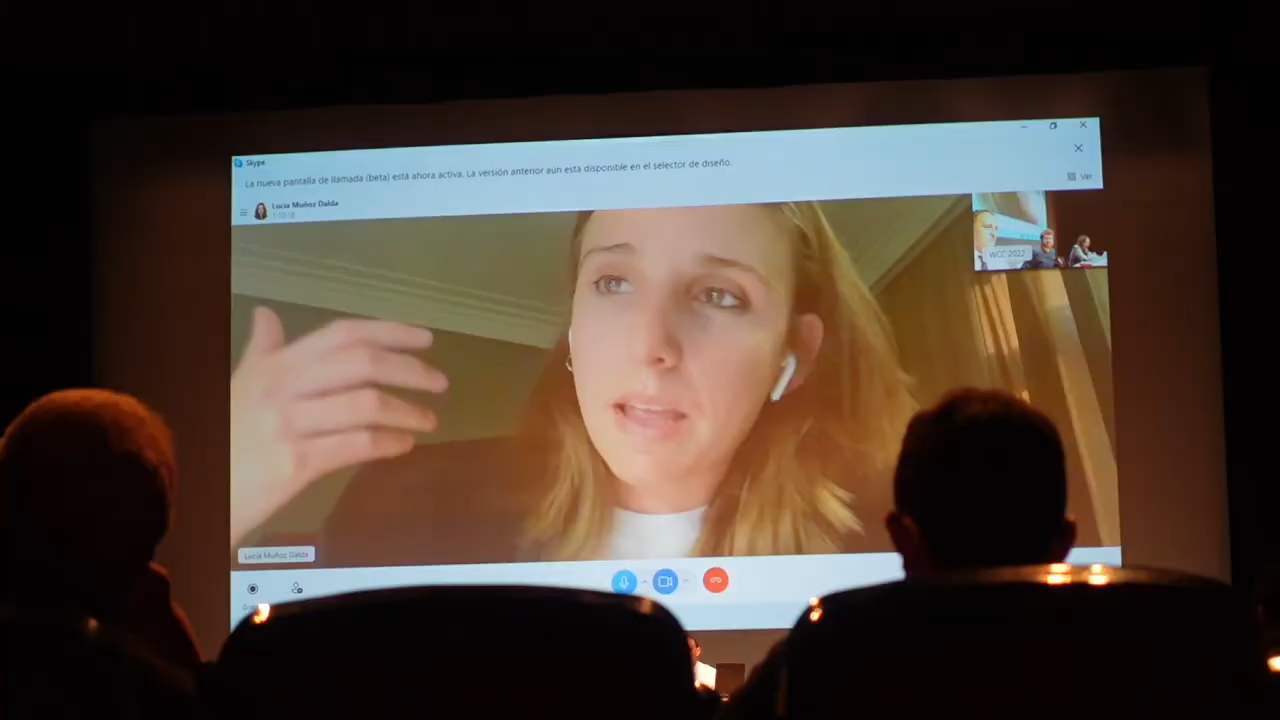 Skype
La nueva pantalla de llamada (beta) está ahora activa. La versión anterior aún está disponible en el selector de diseño.
Ver
Lucía Muñoz Dalda
WCC 2022
Lucía Muñoz Dalda